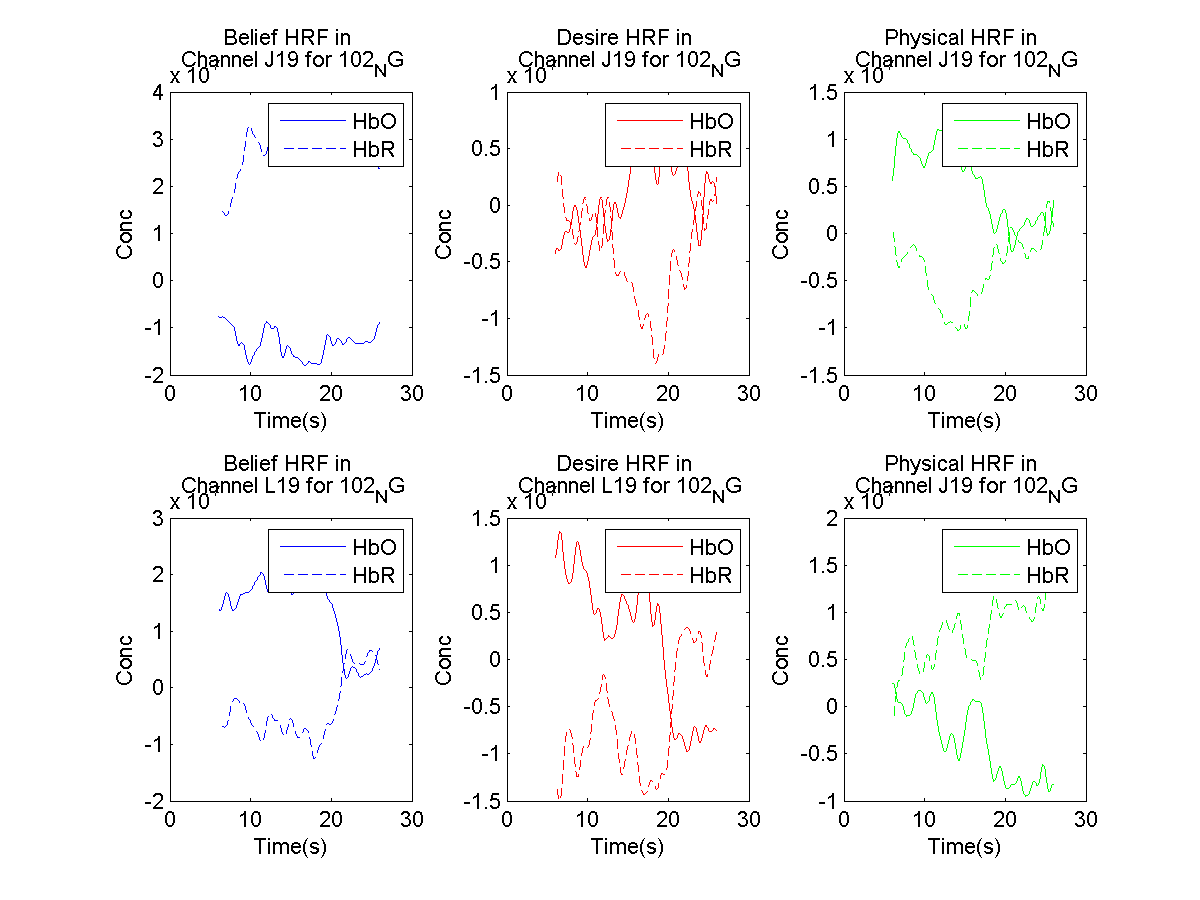 Belief HRF in
Channel J19 for 102NG
x 10
4
3
2
1
0
-1
-2
Conc
HbO
HbR
0
10
20
30
Time(s)
Desire HRF in
Channel J19 for 102NG
x 10
1
0.5
0
-0.5
-1
-1.5
Conc
HbO
HbR
0
10
20
30
Time(s)
Physical HRF in
Channel J19 for 102NG
x 10
1.5
1
0.5
0
-0.5
-1
-1.5
Conc
HbO
HbR
0
10
20
30
Time(s)
Belief HRF in
Channel L19 for 102NG
x 10
3
2
1
0
-1
-2
Conc
HbO
HbR
0
10
20
30
Time(s)
Desire HRF in
Channel L19 for 102NG
x 10
1.5
1
0.5
0
-0.5
-1
-1.5
Conc
HbO
HbR
0
10
20
30
Time(s)
Physical HRF in
Channel J19 for 102NG
x 10
2
1.5
1
0.5
0
-0.5
-1
Conc
HbO
HbR
0
10
20
30
Time(s)